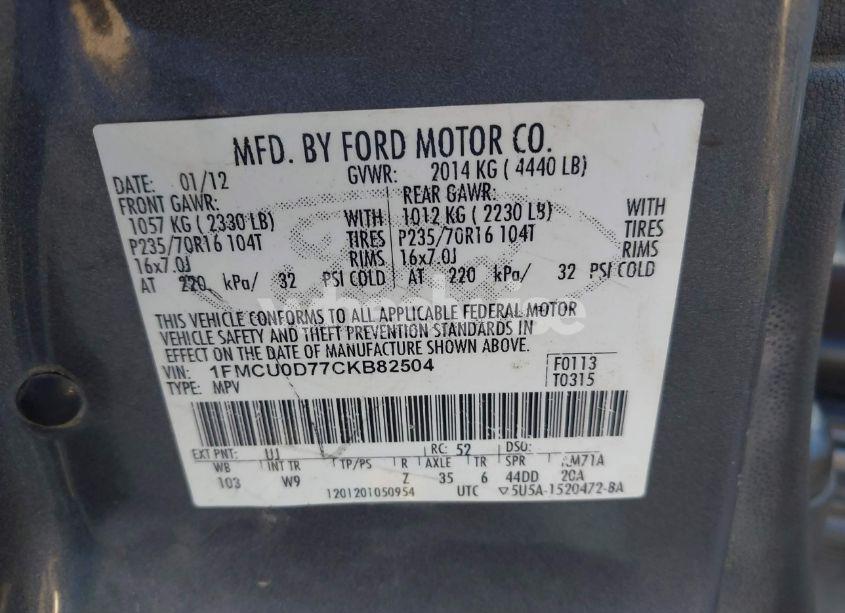 MFD. BY FORD MOTOR CO.
DATE: 01/12 GVWR: 2014 KG ( 4440 LB)
FRONT GAWR: REAR GAWR:
1057 KG ( 2330 LB) WITH 1012 KG ( 2230 LB) WITH
P235/70R16 104T TIRES P235/70R16 104T TIRES
16x7.0J RIMS 16x7.0J RIMS
AT 220 kPa/ 32 PSI COLD AT 220 kPa/ 32 PSI COLD
THIS VEHICLE CONFORMS TO ALL APPLICABLE FEDERAL MOTOR
VEHICLE SAFETY AND THEFT PREVENTION STANDARDS IN
EFFECT ON THE DATE OF MANUFACTURE SHOWN ABOVE.
VIN: 1FMCU0D77CKB82504 F0113
TYPE: MPV T0315
EXT PNT: UJ RC: 52 DSO:
WB INT TR TP/PS R AXLE TR SPR
103 W9 Z 35 6 44DD 20A
1201201050954 UTC ▽5U5A-1520472-BA